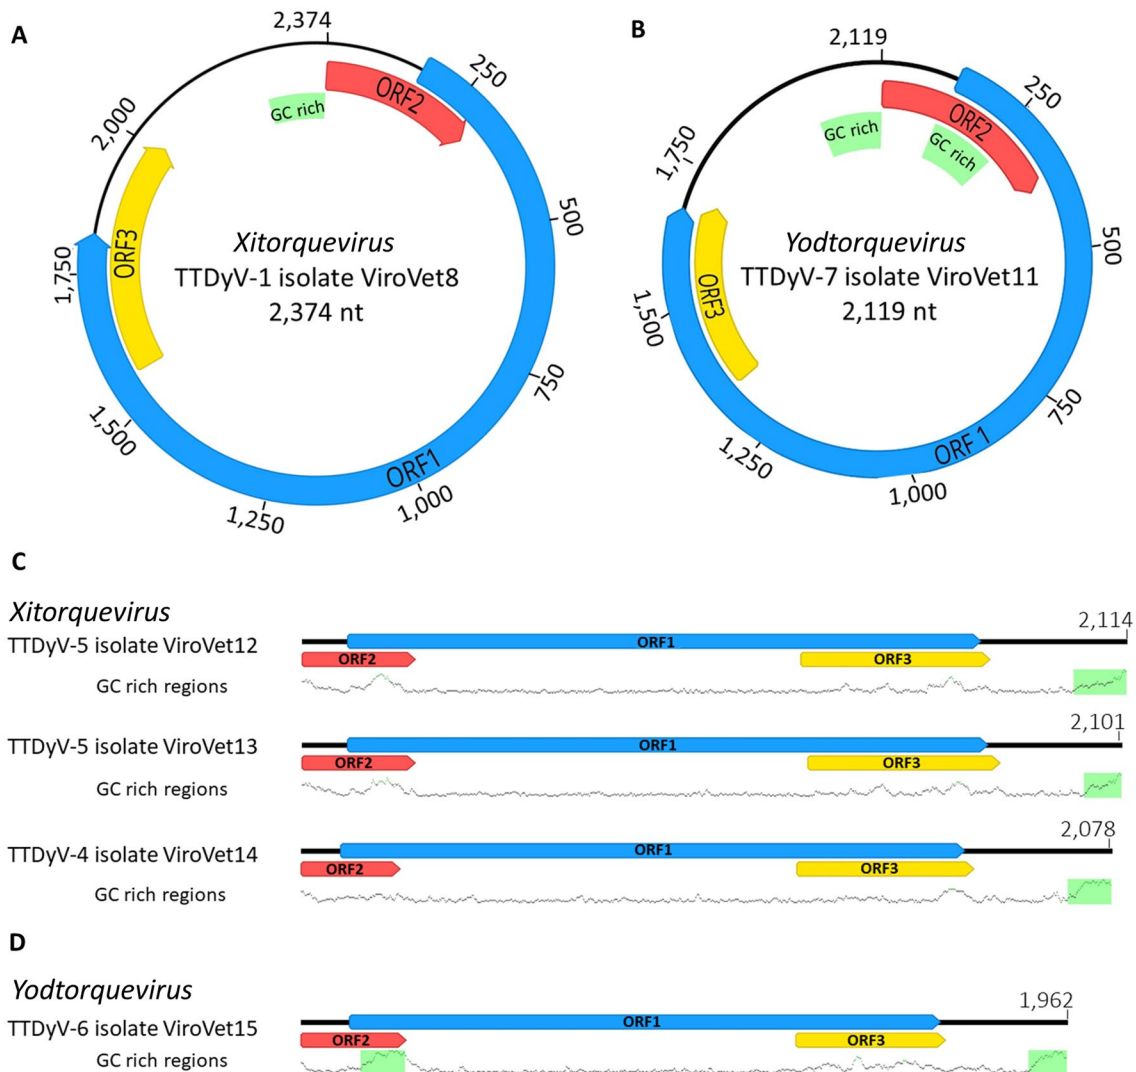 A
2,374
250
500
750
1,000
1,250
1,500
1,750
2,000
ORF2
GC rich
ORF3
ORF1
Xitorquevirus
TTDyV-1 isolate ViroVet8
2,374 nt
B
2,119
250
500
750
1,000
1,250
1,500
1,750
ORF2
GC rich
GC rich
ORF3
ORF 1
Yodtorquevirus
TTDyV-7 isolate ViroVet11
2,119 nt
C
Xitorquevirus
2,114
TTDyV-5 isolate ViroVet12
ORF1
ORF2
ORF3
GC rich regions
2,101
TTDyV-5 isolate ViroVet13
ORF1
ORF2
ORF3
GC rich regions
2,078
TTDyV-4 isolate ViroVet14
ORF1
ORF2
ORF3
GC rich regions
D
Yodtorquevirus
1,962
TTDyV-6 isolate ViroVet15
ORF1
ORF2
ORF3
GC rich regions